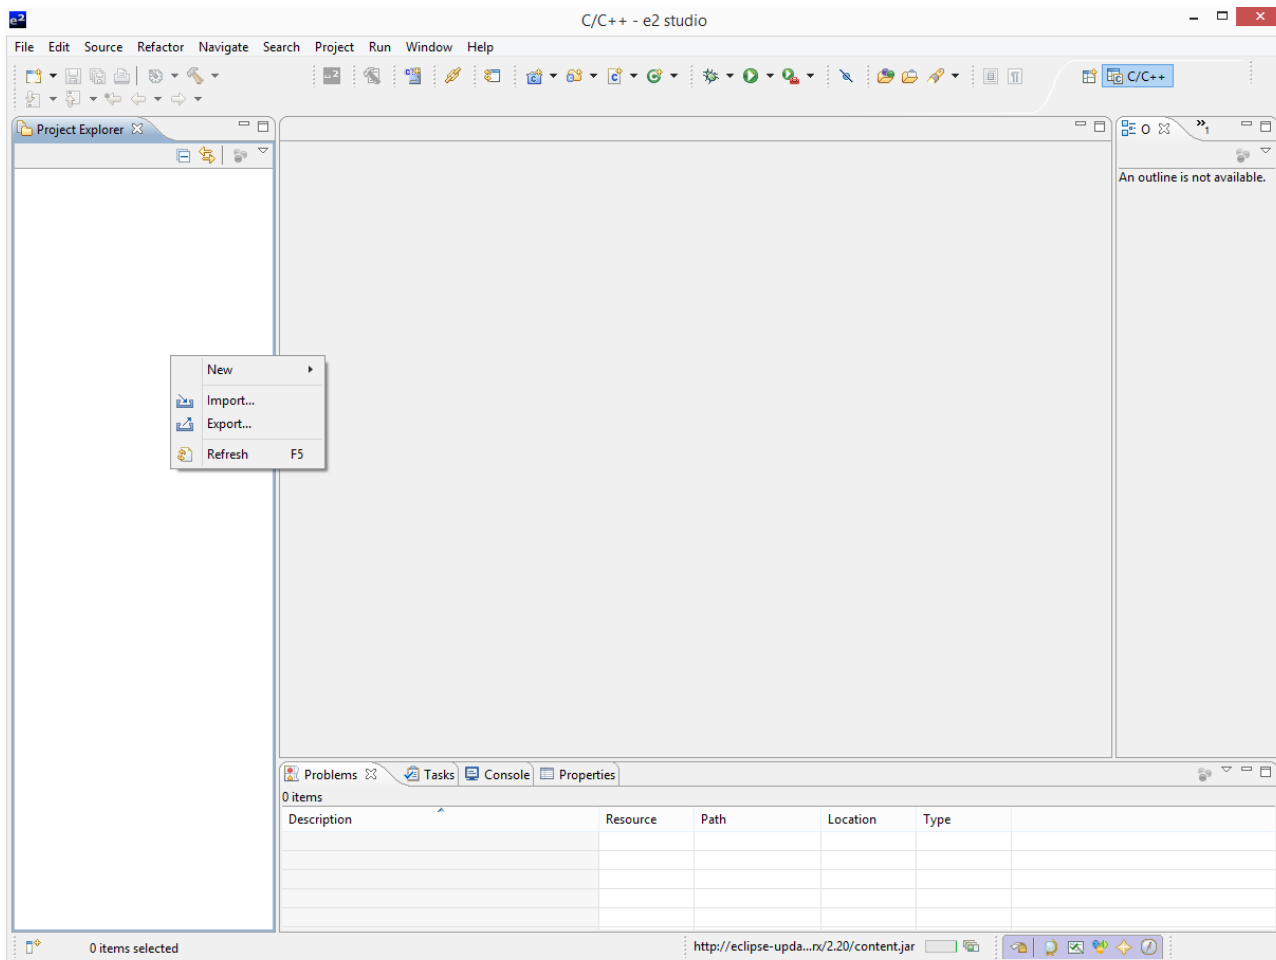 e²
C/C++ - e2 studio
File Edit Source Refactor Navigate Search Project Run Window Help
C/C++
Project Explorer
O
»1
An outline is not available.
New
Import...
Export...
Refresh F5
Problems Tasks Console Properties
0 items
Description Resource Path Location Type
0 items selected
http://eclipse-upda...rx/2.20/content.jar